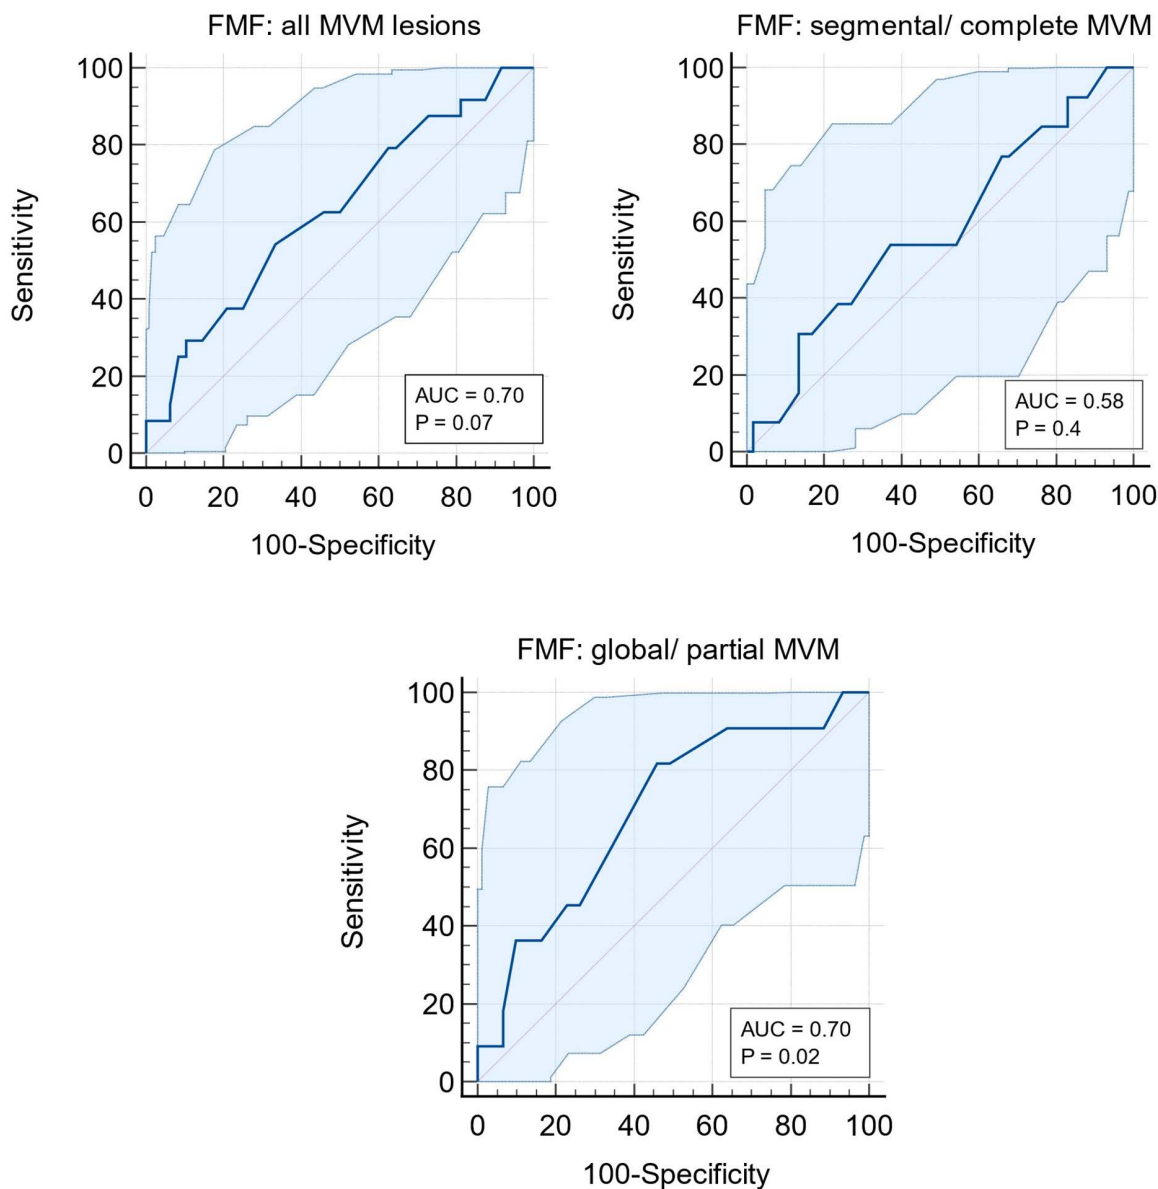 FMF: all MVM lesions
Sensitivity
100
80
60
40
20
0
AUC = 0.70
P = 0.07
0 20 40 60 80 100
100-Specificity
FMF: segmental/ complete MVM
Sensitivity
100
80
60
40
20
0
AUC = 0.58
P = 0.4
0 20 40 60 80 100
100-Specificity
FMF: global/ partial MVM
Sensitivity
100
80
60
40
20
0
AUC = 0.70
P = 0.02
0 20 40 60 80 100
100-Specificity